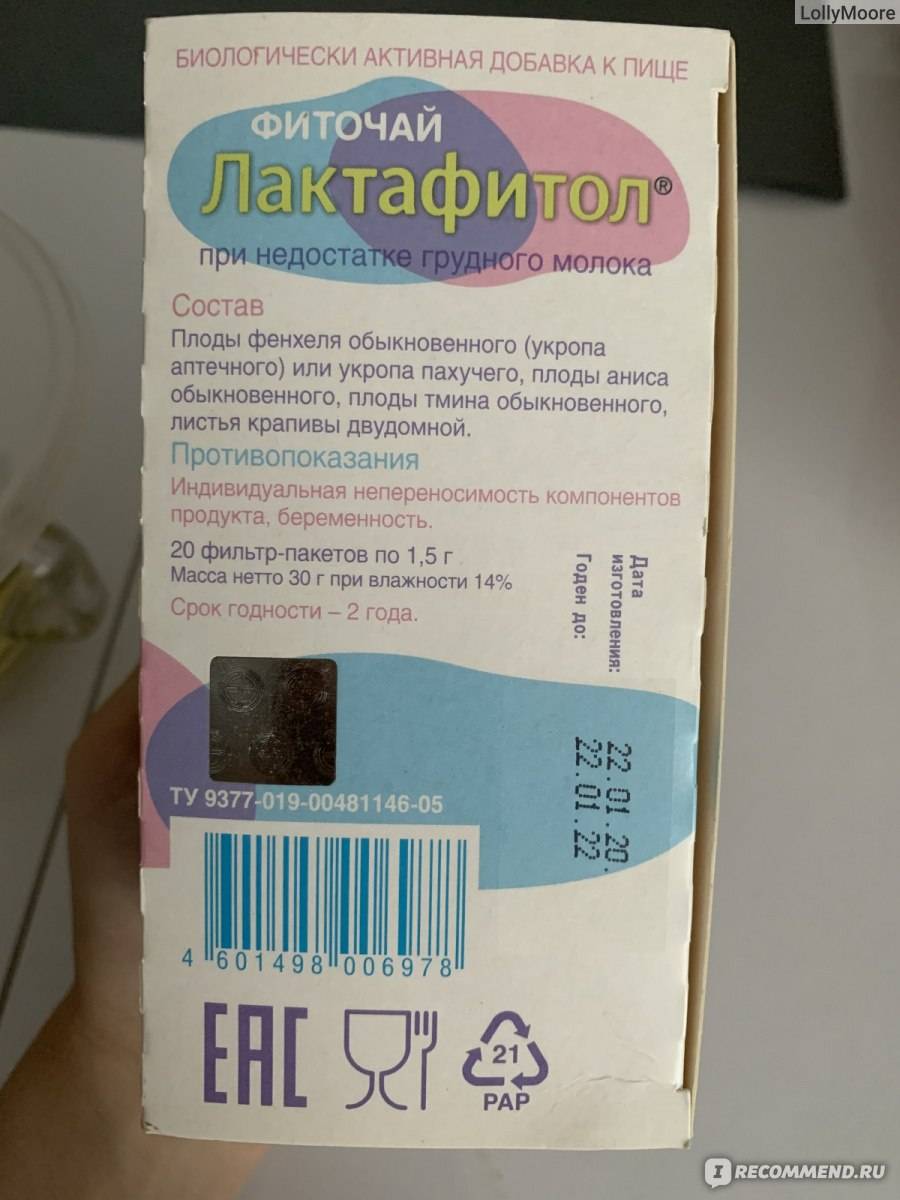 LollyMoore
БИОЛОГИЧЕСКИ АКТИВНАЯ ДОБАВКА К ПИЩЕ
ФИТОЧАЙ
Лактафитол®
при недостатке грудного молока
Состав
Плоды фенхеля обыкновенного (укропа
аптечного) или укропа пахучего, плоды аниса
обыкновенного, плоды тмина обыкновенного,
листья крапивы двудомной.
Противопоказания
Индивидуальная непереносимость компонентов
продукта, беременность.
20 фильтр-пакетов по 1,5 г
Масса нетто 30 г при влажности 14%
Срок годности – 2 года.
Дата
изготовления:
Годен до:
22.01.20.
22.01.22
ТУ 9377-019-00481146-05
4 601498 006978
EAC
21
PAP
IRECOMMEND.RU